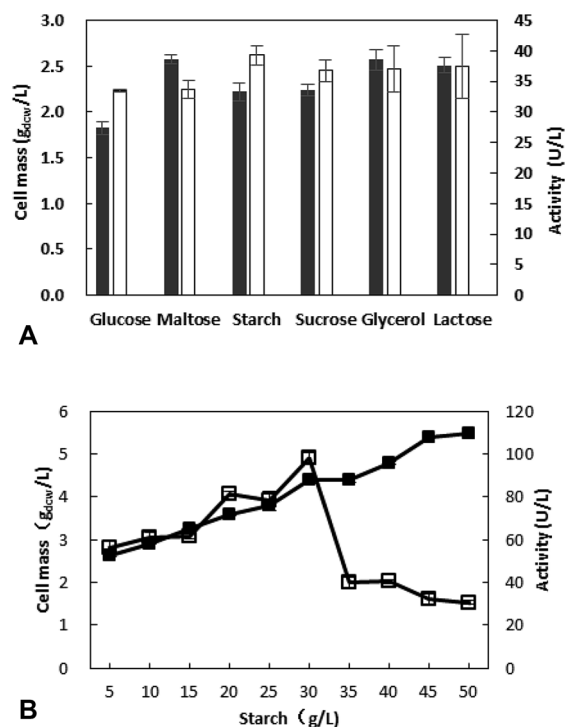 3.0 45
2.5 40
2.0 35
1.5 30
1.0 25
0.5 20
0.0 15
10
5
0
Cell mass (gdcw/L)
Activity (U/L)
Glucose Maltose Starch Sucrose Glycerol Lactose
A
6 120
5 100
4 80
3 60
2 40
1 20
0 0
Cell mass (gdcw/L)
Activity (U/L)
5 10 15 20 25 30 35 40 45 50
Starch (g/L)
B